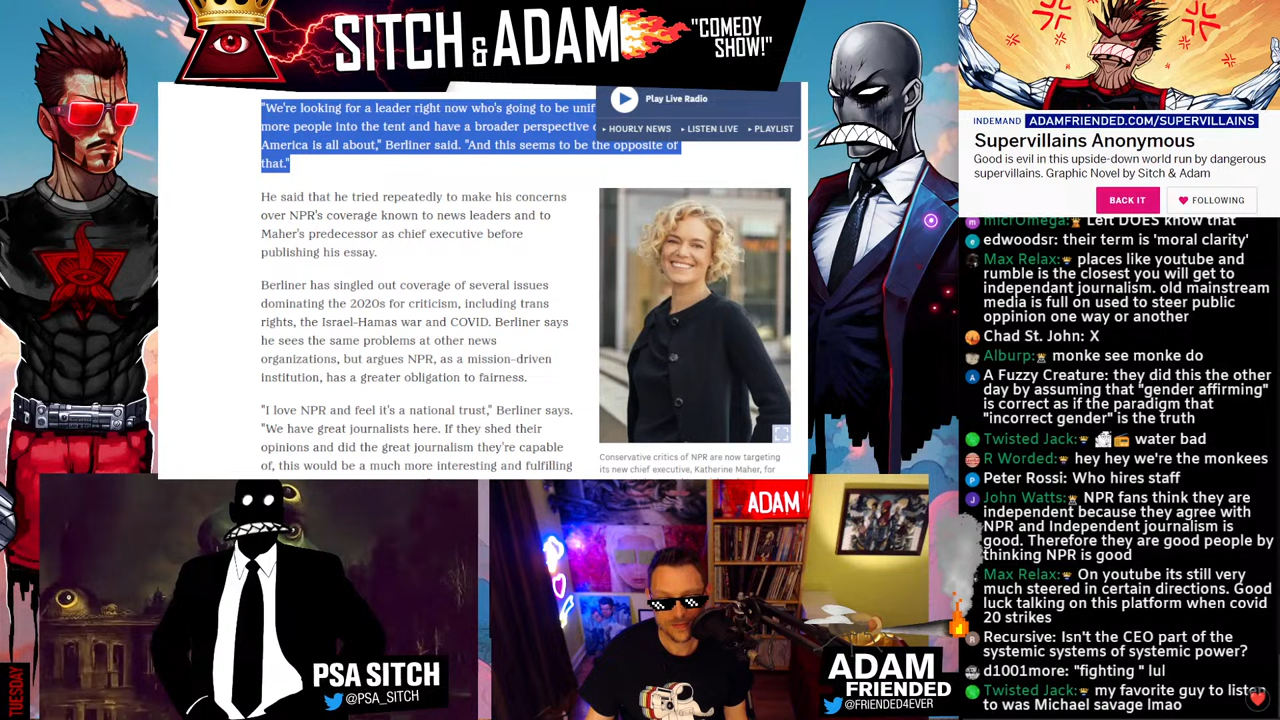 SITCH & ADAM
"COMEDY
SHOW!"
"We're looking for a leader right now who's going to be unif
more people into the tent and have a broader perspective
America is all about," Berliner said. "And this seems to be the opposite of
that."
Play Live Radio
HOURLY NEWS
LISTEN LIVE
PLAYLIST
He said that he tried repeatedly to make his concerns
over NPR's coverage known to news leaders and to
Maher's predecessor as chief executive before
publishing his essay.
Berliner has singled out coverage of several issues
dominating the 2020s for criticism, including trans
rights, the Israel-Hamas war and COVID. Berliner says
he sees the same problems at other news
organizations, but argues NPR, as a mission-driven
institution, has a greater obligation to fairness.
"I love NPR and feel it's a national trust," Berliner says.
"We have great journalists here. If they shed their
opinions and did the great journalism they're capable
of, this would be a much more interesting and fulfilling
Conservative critics of NPR are now targeting
its new chief executive, Katherine Maher, for
INDEMAND ADAMFRIENDED.COM/SUPERVILLAINS
Supervillains Anonymous
Good is evil in this upside-down world run by dangerous
supervillains. Graphic Novel by Sitch & Adam
BACK IT
FOLLOWING
micrOmega: Left DOES know that
edwoodsr: their term is 'moral clarity'
Max Relax: places like youtube and
rumble is the closest you will get to
independant journalism. old mainstream
media is full on used to steer public
oppinion one way or another
Chad St. John: X
Alburp: monke see monke do
A Fuzzy Creature: they did this the other
day by assuming that "gender affirming"
is correct as if the paradigm that
"incorrect gender" is the truth
Twisted Jack: water bad
R Worded: hey hey we're the monkees
Peter Rossi: Who hires staff
John Watts: NPR fans think they are
independent because they agree with
NPR and Independent journalism is
good. Therefore they are good people by
thinking NPR is good
Max Relax: On youtube its still very
much steered in certain directions. Good
luck talking on this platform when covid
20 strikes
Recursive: Isn't the CEO part of the
systemic systems of systemic power?
d1001more: "fighting " lul
Twisted Jack: my favorite guy to listen
to was Michael savage lmao
TUESDAY
PSA SITCH
@PSA_SITCH
ADAM
ADAM
FRIENDED
@FRIENDED4EVER